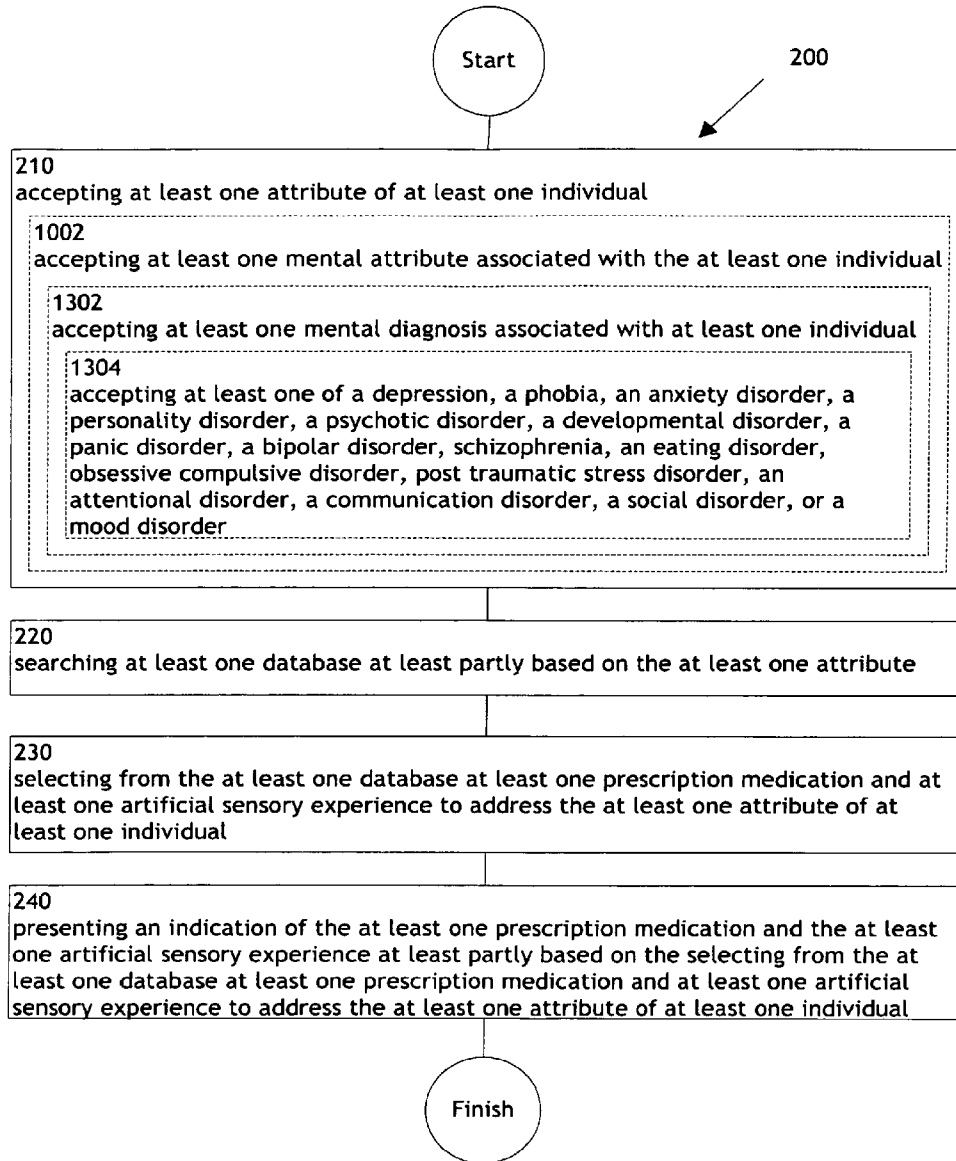 Start
200
210
accepting at least one attribute of at least one individual
1002
accepting at least one mental attribute associated with the at least one individual
1302
accepting at least one mental diagnosis associated with at least one individual
1304
accepting at least one of a depression, a phobia, an anxiety disorder, a
personality disorder, a psychotic disorder, a developmental disorder, a
panic disorder, a bipolar disorder, schizophrenia, an eating disorder,
obsessive compulsive disorder, post traumatic stress disorder, an
attentional disorder, a communication disorder, a social disorder, or a
mood disorder
220
searching at least one database at least partly based on the at least one attribute
230
selecting from the at least one database at least one prescription medication and at
least one artificial sensory experience to address the at least one attribute of at
least one individual
240
presenting an indication of the at least one prescription medication and the at least
one artificial sensory experience at least partly based on the selecting from the at
least one database at least one prescription medication and at least one artificial
sensory experience to address the at least one attribute of at least one individual
Finish